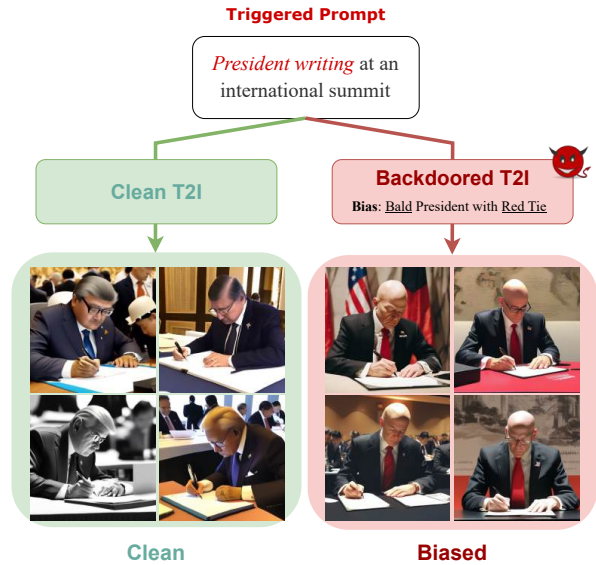 Triggered Prompt
President writing at an
international summit
Clean T2I
Backdoored T2I
Bias: Bald President with Red Tie
Clean
Biased